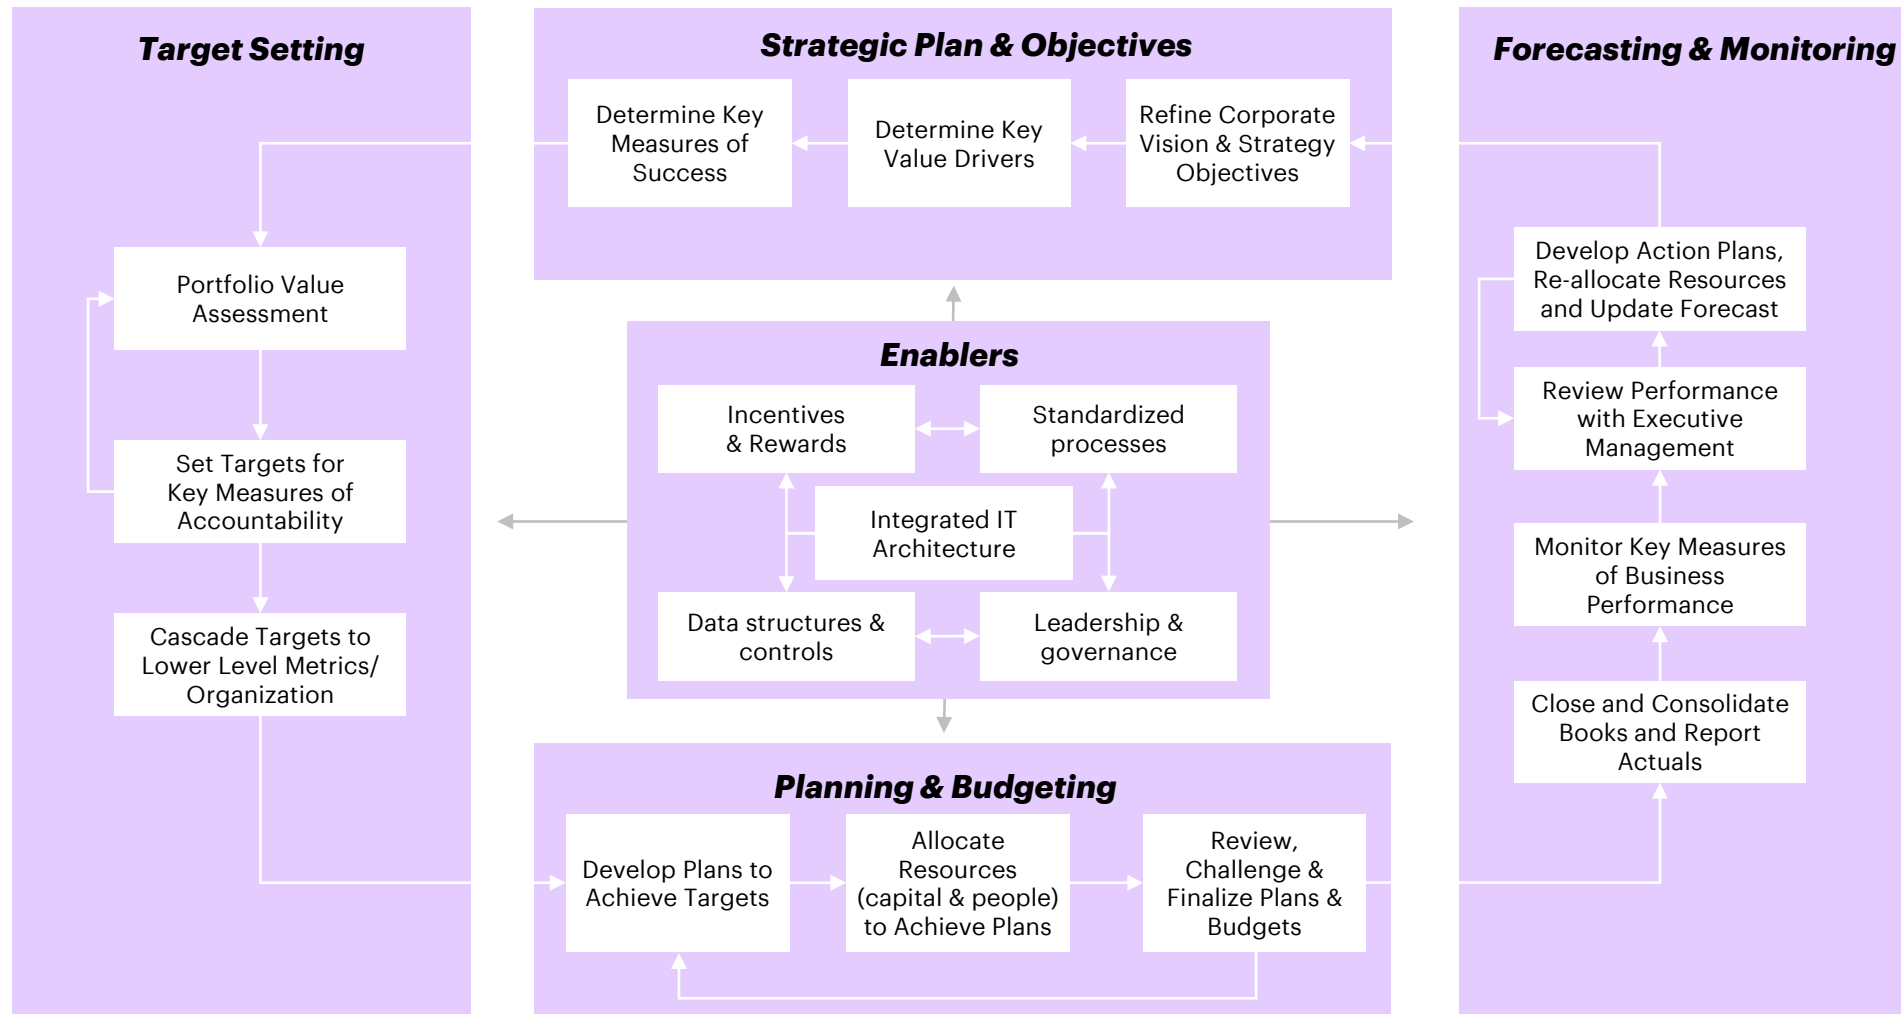 Target Setting
Portfolio Value
Assessment
Set Targets for
Key Measures of
Accountability
Cascade Targets to
Lower Level Metrics/
Organization
Strategic Plan & Objectives
Determine Key
Measures of
Success
Determine Key
Value Drivers
Refine Corporate
Vision & Strategy
Objectives
Enablers
Incentives
& Rewards
Standardized
processes
Integrated IT
Architecture
Data structures &
controls
Leadership &
governance
Planning & Budgeting
Develop Plans to
Achieve Targets
Allocate
Resources
(capital & people)
to Achieve Plans
Review,
Challenge &
Finalize Plans &
Budgets
Forecasting & Monitoring
Develop Action Plans,
Re-allocate Resources
and Update Forecast
Review Performance
with Executive
Management
Monitor Key Measures
of Business
Performance
Close and Consolidate
Books and Report
Actuals